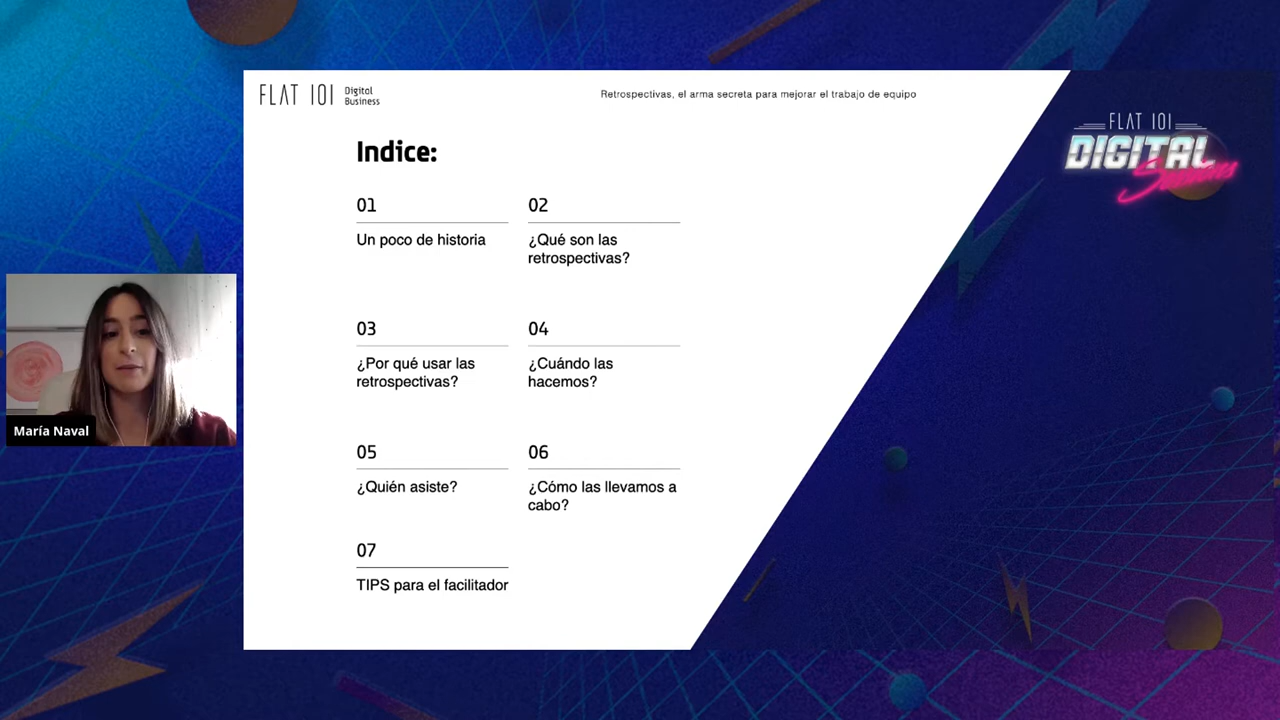 FLAT 101 Digital Business
Retrospectivas, el arma secreta para mejorar el trabajo de equipo
FLAT 101
DIGITAL
Sessions
Indice:
01
Un poco de historia
02
¿Qué son las
retrospectivas?
03
¿Por qué usar las
retrospectivas?
04
¿Cuándo las
hacemos?
05
¿Quién asiste?
06
¿Cómo las llevamos a
cabo?
07
TIPS para el facilitador
María Naval